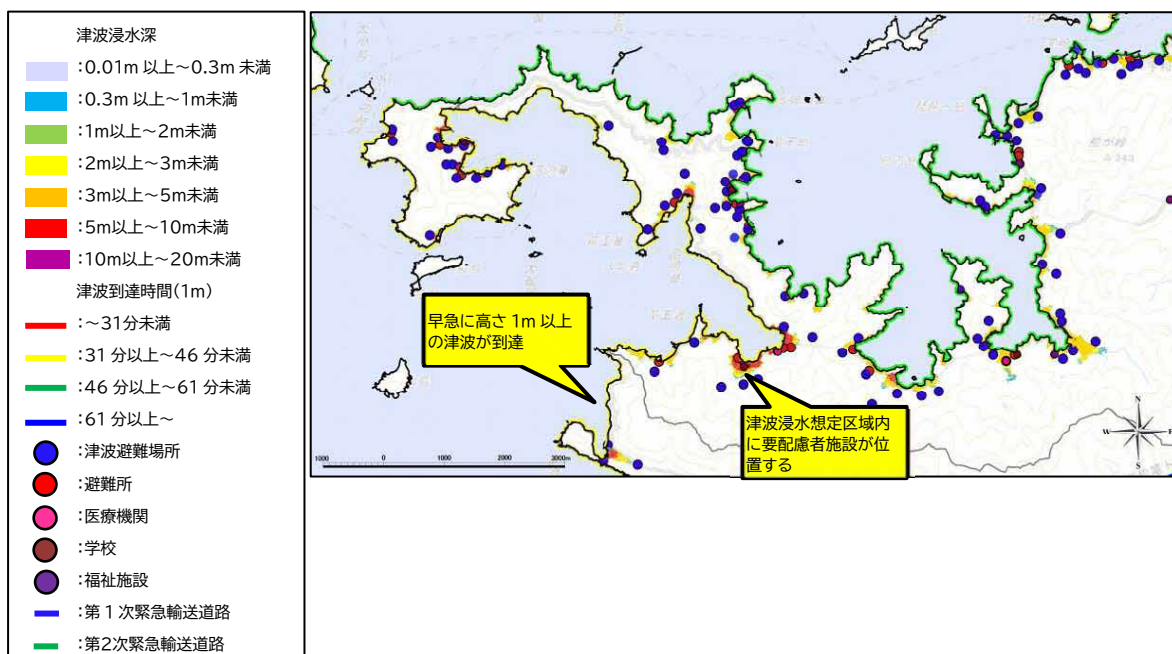 津波浸水深
:0.01m 以上～0.3m 未満
:0.3m 以上～1m未満
:1m以上～2m未満
:2m以上～3m未満
:3m以上～5m未満
:5m以上～10m未満
:10m以上～20m未満
津波到達時間(1m)
:～31分未満
:31 分以上～46 分未満
:46 分以上～61 分未満
:61 分以上～
:津波避難場所
:避難所
:医療機関
:学校
:福祉施設
:第１次緊急輸送道路
:第2次緊急輸送道路
早急に高さ 1m 以上
の津波が到達
津波浸水想定区域内
に要配慮者施設が位
置する
1000 0 1000 2000 3000m
N
W
E
S